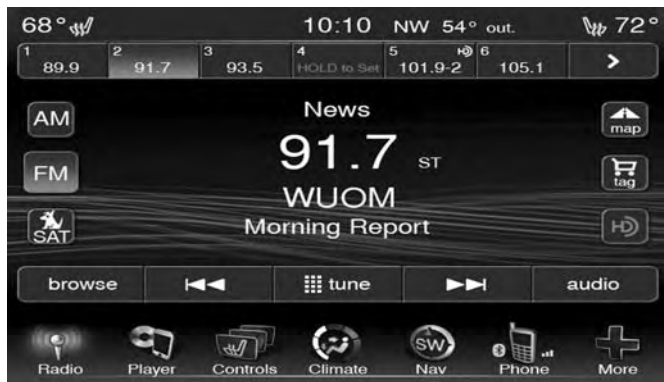 68° 10:10 NW 54° out. 72°
1 2 3 4 5 HD 6
89.9 91.7 93.5 HOLD to Set 101.9-2 105.1 >
AM News map
91.7 ST
FM tag
WUOM
SAT Morning Report HD
browse tune audio
SW
Radio Player Controls Climate Nav Phone More